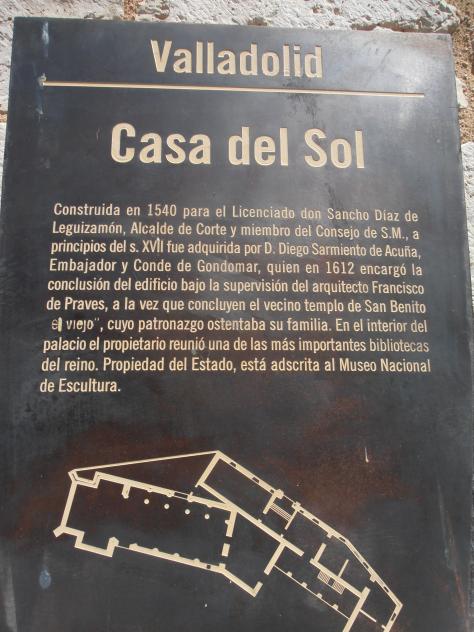 Valladolid
Casa del Sol
Construida en 1540 para el Licenciado don Sancho Díaz de
Leguizamón, Alcalde de Corte y miembro del Consejo de S.M., a
principios del s. XVII fue adquirida por D. Diego Sarmiento de Acuña,
Embajador y Conde de Gondomar, quien en 1612 encargó la
conclusión del edificio bajo la supervisión del arquitecto Francisco
de Praves, a la vez que concluyen el vecino templo de San Benito
el viejo", cuyo patronazgo ostentaba su familia. En el interior del
palacio el propietario reunió una de las más importantes bibliotecas
del reino. Propiedad del Estado, está adscrita al Museo Nacional
de Escultura.